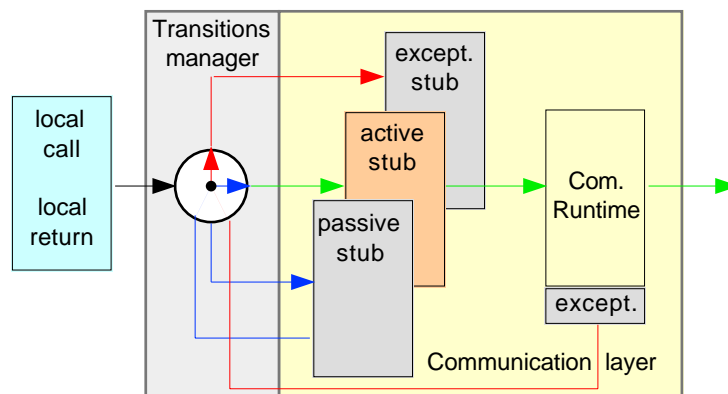 Transitions
manager
except.
stub
local
call
local
return
active
stub
passive
stub
Com.
Runtime
except.
Communication layer